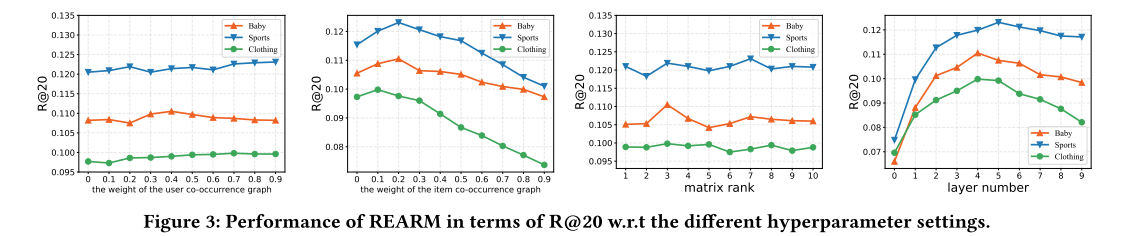 0.135
0.130
0.125
0.120
0.115
0.110
0.105
0.100
0.095
R@20
Baby
Sports
Clothing
0 0.1 0.2 0.3 0.4 0.5 0.6 0.7 0.8 0.9
the weight of the user co-occurrence graph
0.12
0.11
0.10
0.09
0.08
R@20
Baby
Sports
Clothing
0 0.1 0.2 0.3 0.4 0.5 0.6 0.7 0.8 0.9
the weight of the item co-occurrence graph
0.135
0.130
0.125
0.120
0.115
0.110
0.105
0.100
0.095
R@20
Baby
Sports
Clothing
1 2 3 4 5 6 7 8 9 10
matrix rank
0.12
0.10
0.09
0.08
0.07
R@20
Baby
Sports
Clothing
0 1 2 3 4 5 6 7 8 9
layer number
Figure 3: Performance of REARM in terms of R@20 w.r.t the different hyperparameter settings.